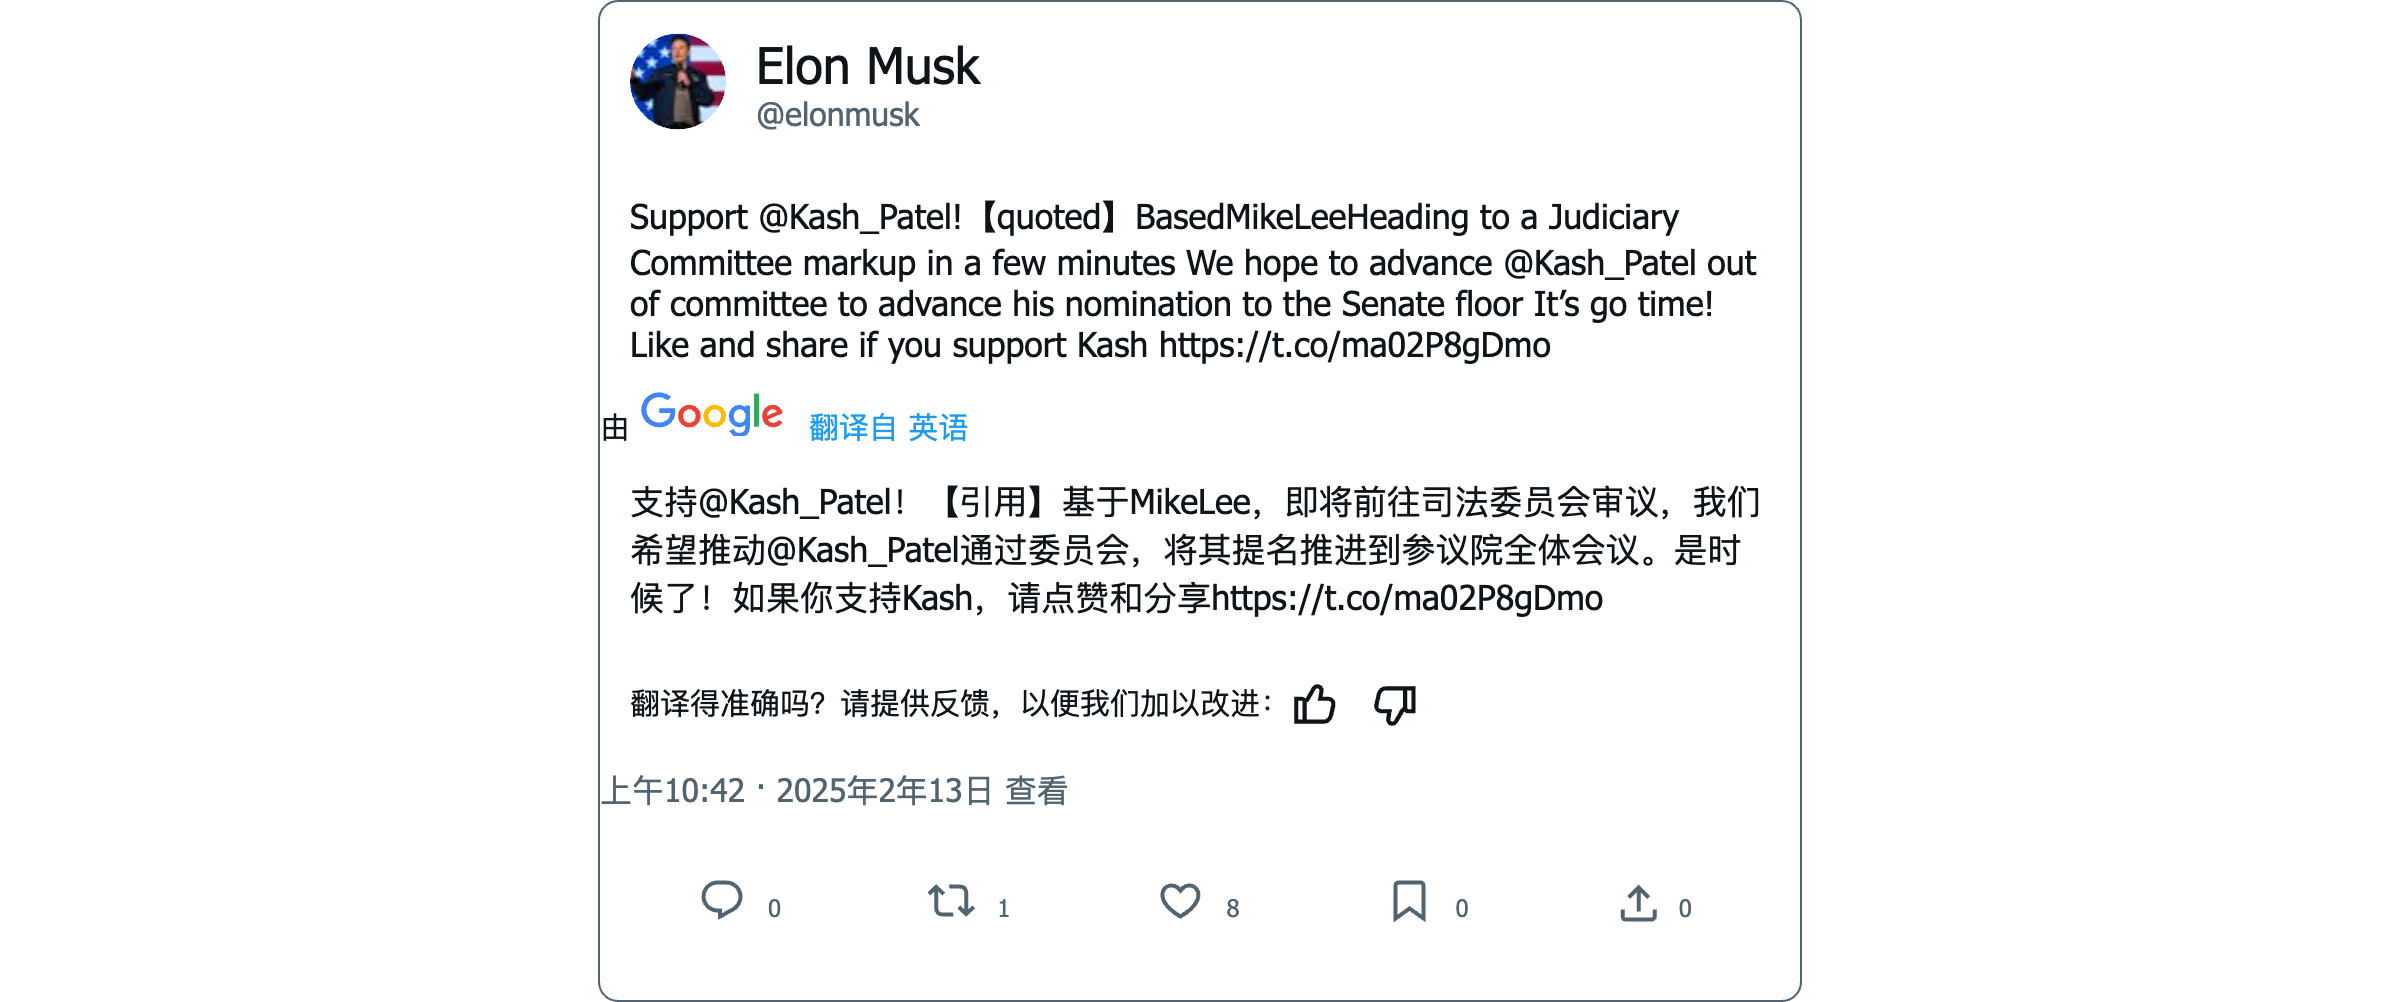 Elon Musk
@elonmusk
Support @Kash_Patel!【quoted】BasedMikeLeeHeading to a Judiciary
Committee markup in a few minutes We hope to advance @Kash_Patel out
of committee to advance his nomination to the Senate floor It’s go time!
Like and share if you support Kash https://t.co/ma02P8gDmo
由 Google 翻译自 英语
支持@Kash_Patel！【引用】基于MikeLee，即将前往司法委员会审议，我们
希望推动@Kash_Patel通过委员会，将其提名推进到参议院全体会议。是时
候了！如果你支持Kash，请点赞和分享https://t.co/ma02P8gDmo
翻译得准确吗？请提供反馈，以便我们加以改进：
上午10:42 · 2025年2年13日 查看
0 1 8 0 0